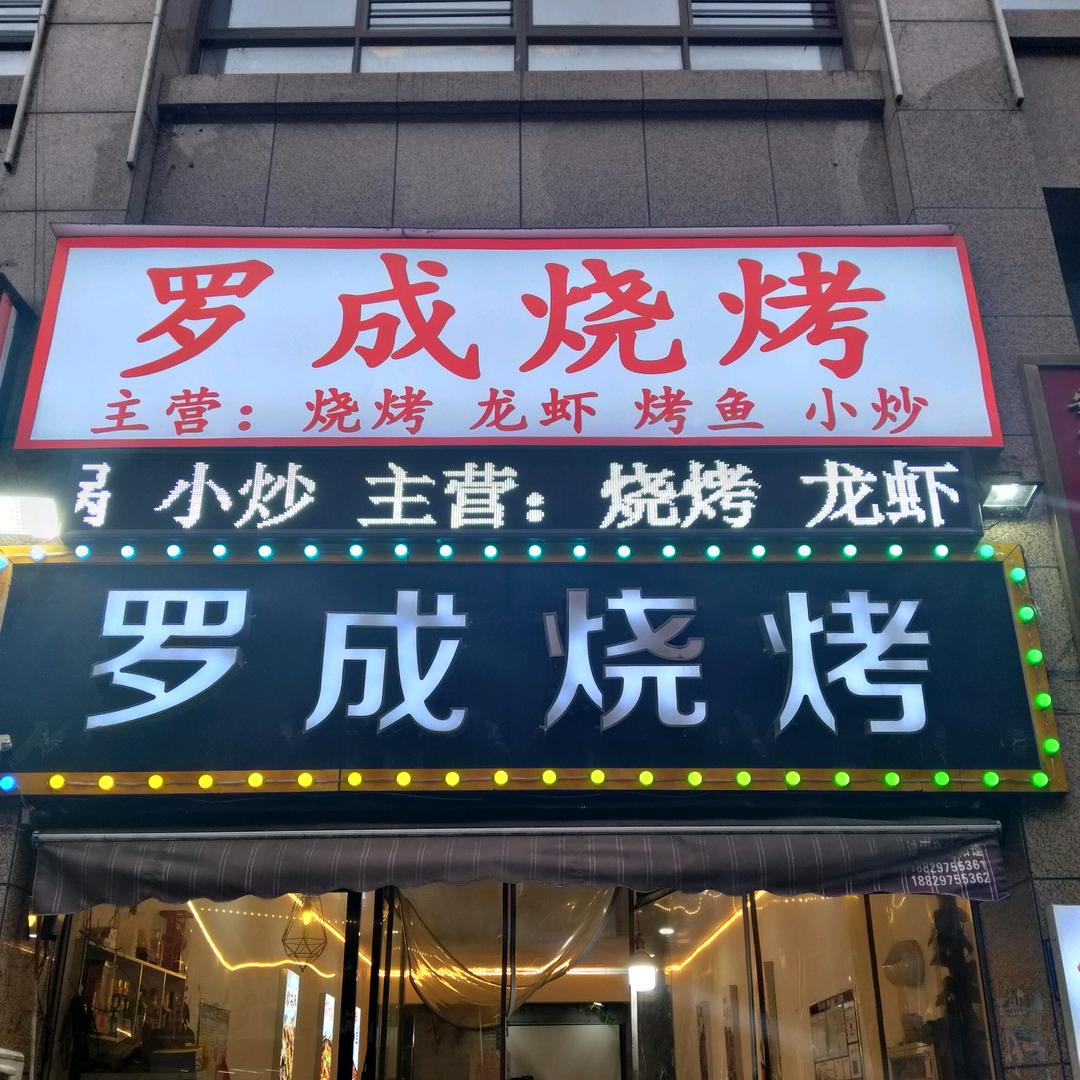 罗成烧烤
主营：烧烤 龙虾 烤鱼 小炒
小炒 主营：烧烤 龙虾
罗成烧烤
18829755361
18829755362